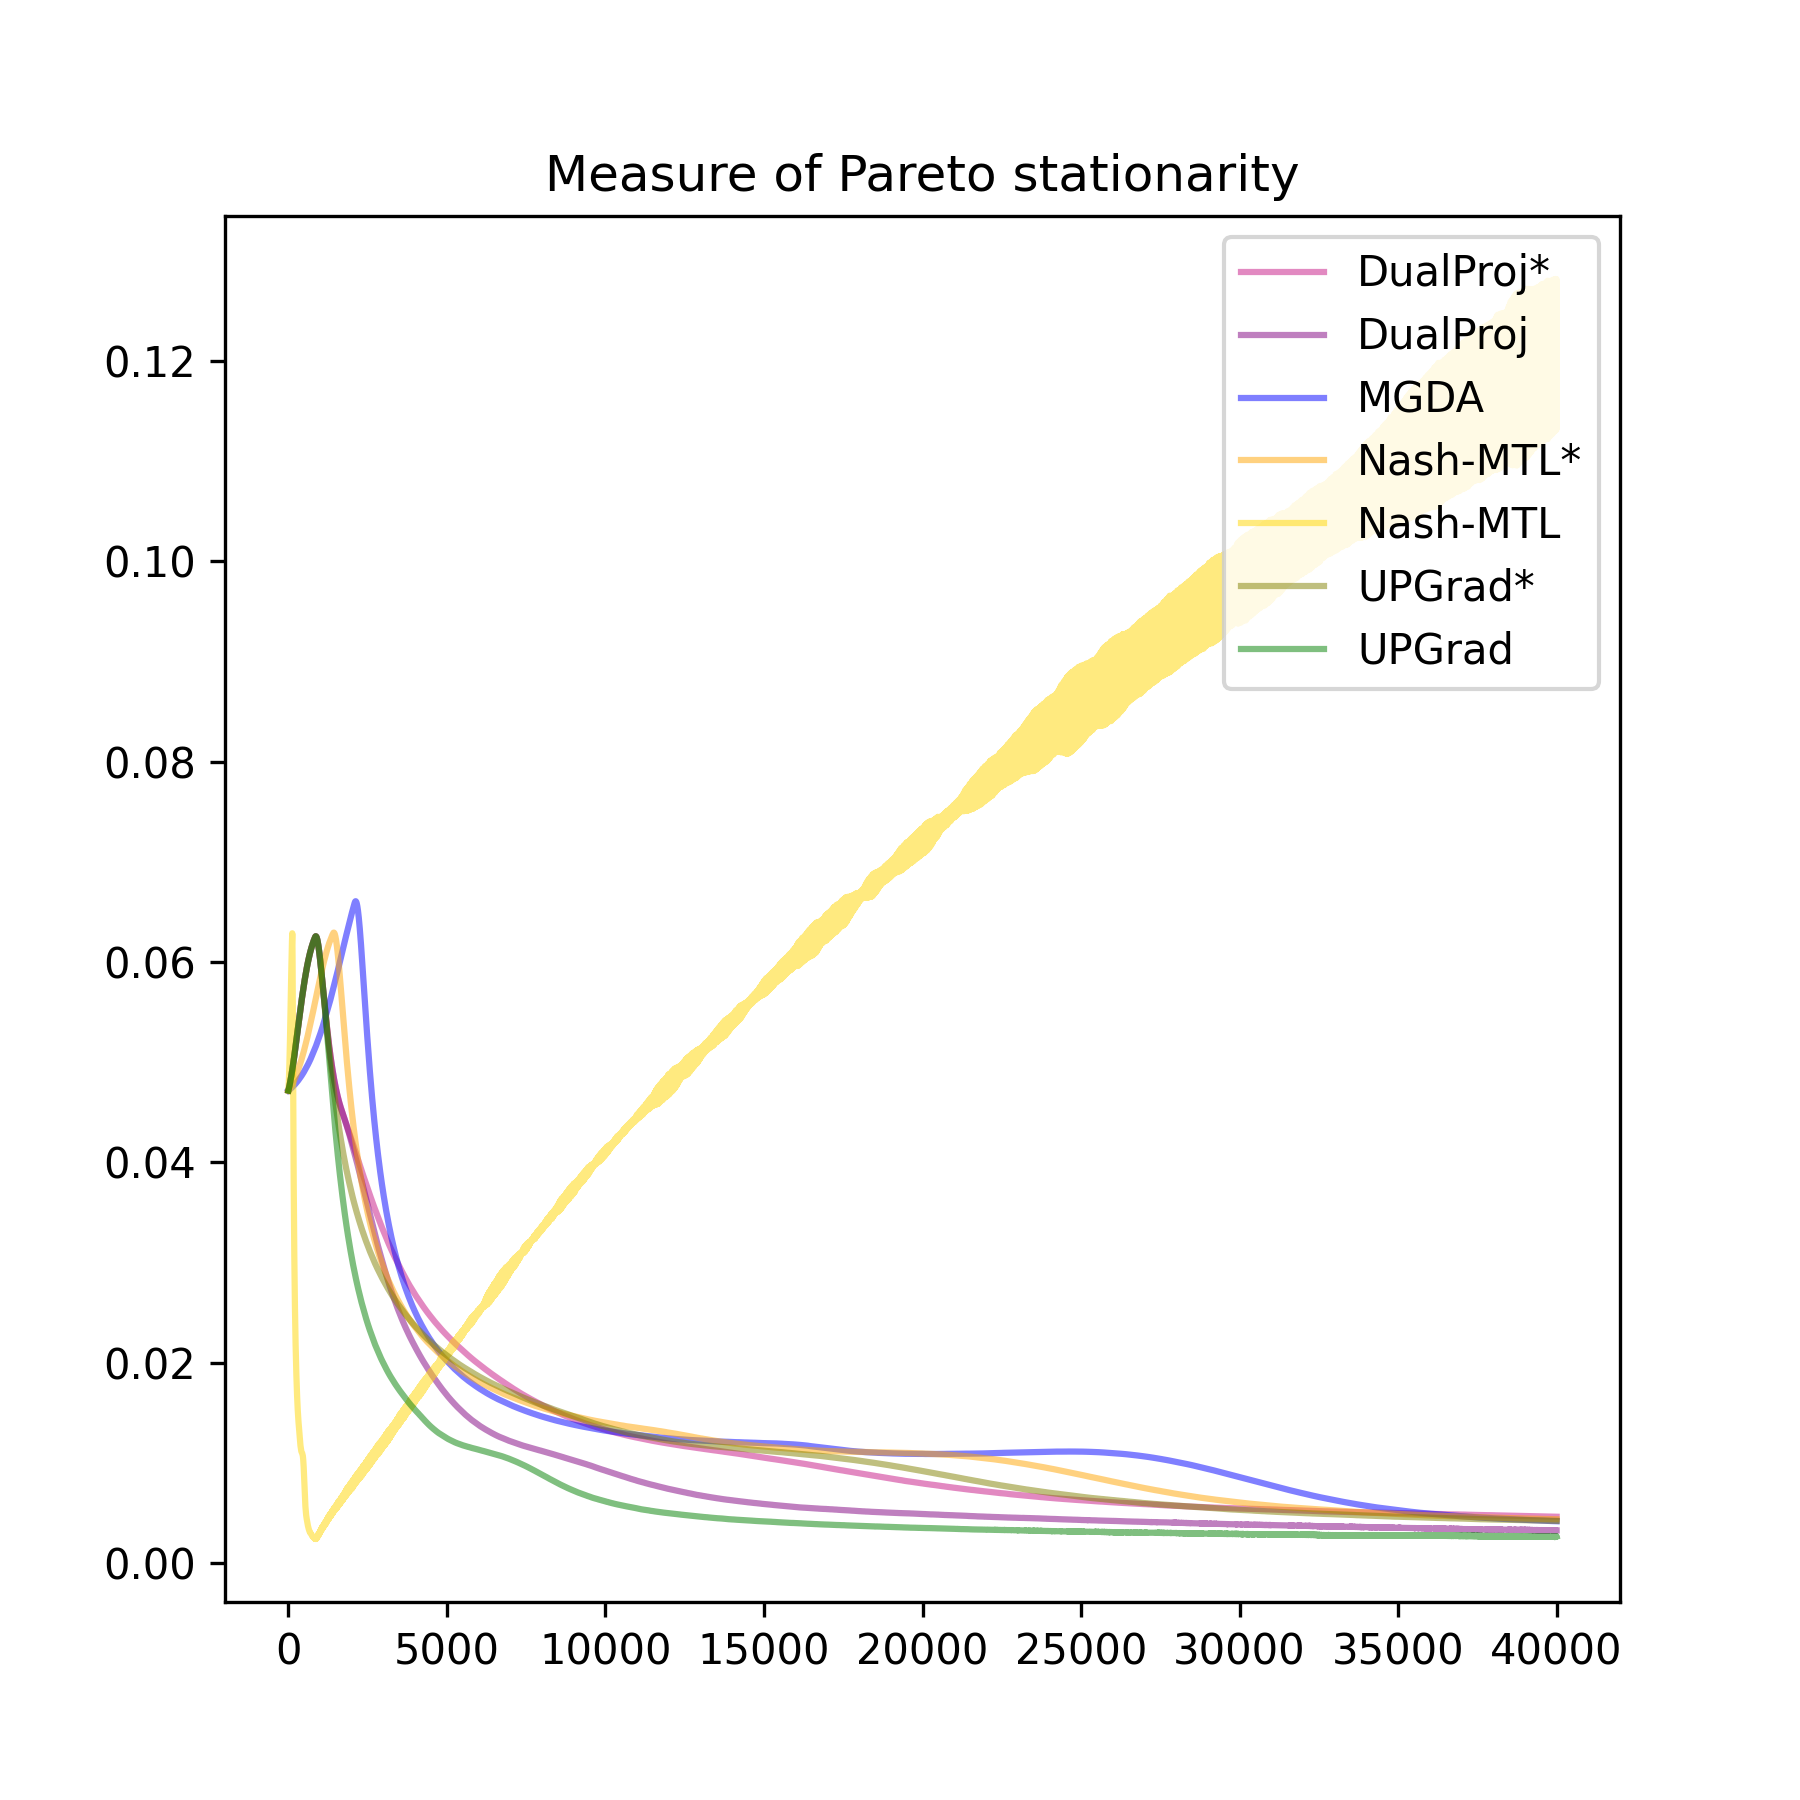 Measure of Pareto stationarity
DualProj*
DualProj
MGDA
Nash-MTL*
Nash-MTL
UPGrad*
UPGrad
0.12
0.10
0.08
0.06
0.04
0.02
0.00
0 5000 10000 15000 20000 25000 30000 35000 40000